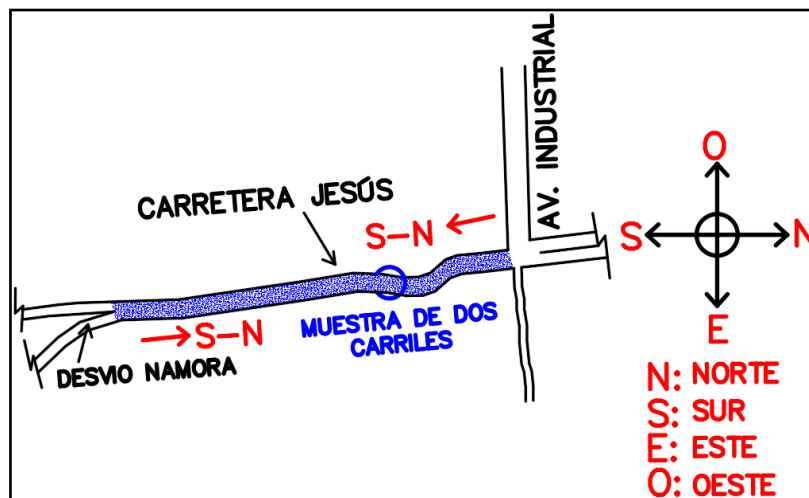 AV. INDUSTRIAL
CARRETERA JESÚS
S-N
S-N
MUESTRA DE DOS
CARRILES
DESVIO NAMORA
O
S
N
E
N: NORTE
S: SUR
E: ESTE
O: OESTE